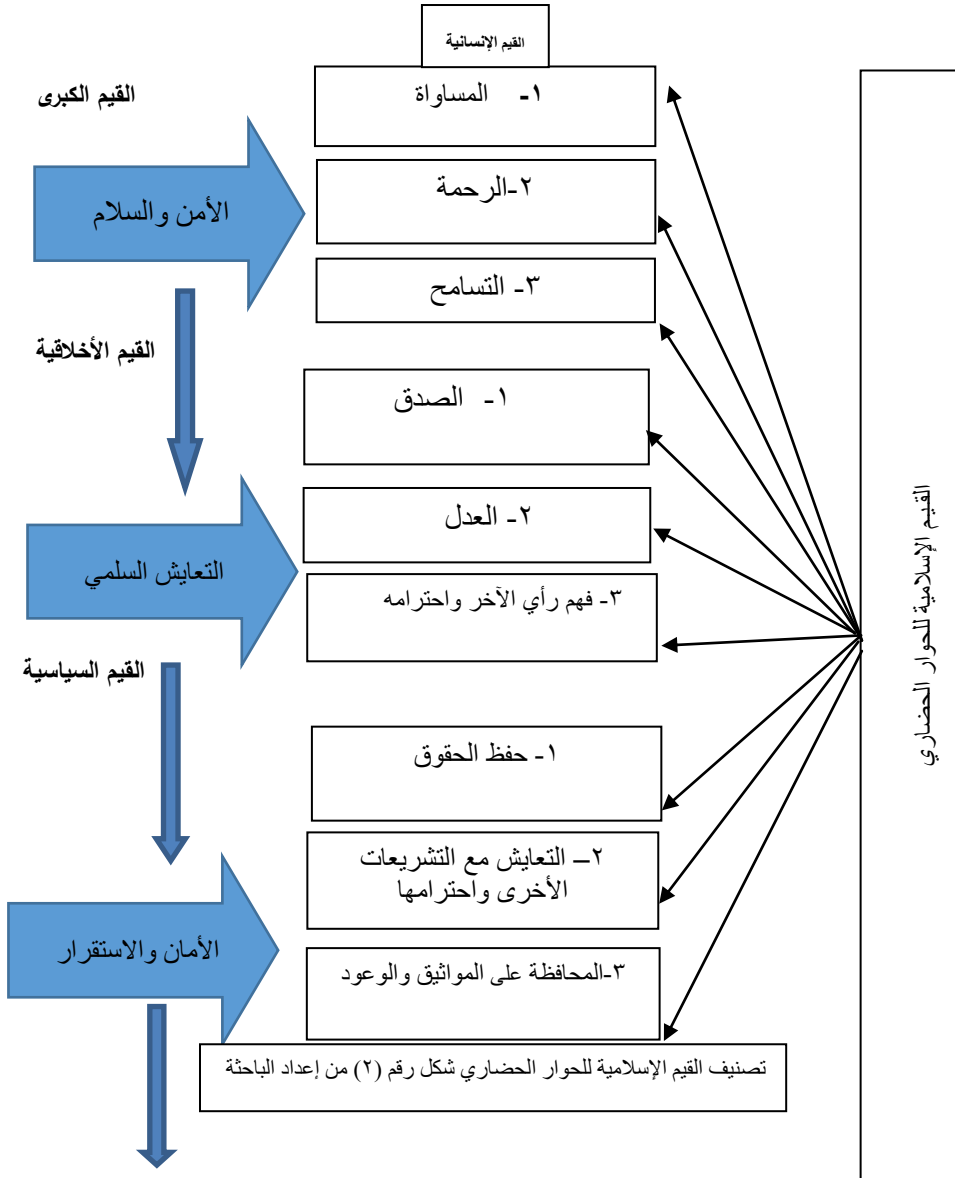 القيم الإنسانية
القيم الكبرى
١- المساواة
الأمن والسلام
٢-الرحمة
٣- التسامح
القيم الأخلاقية
١- الصدق
٢- العدل
التعايش السلمي
٣- فهم رأي الآخر واحترامه
القيم السياسية
١- حفظ الحقوق
٢– التعايش مع التشريعات
الأخرى واحترامها
الأمان والاستقرار
٣-المحافظة على المواثيق والوعود
القيم الإسلامية للحوار الحضاري
تصنيف القيم الإسلامية للحوار الحضاري شكل رقم (٢) من إعداد الباحثة